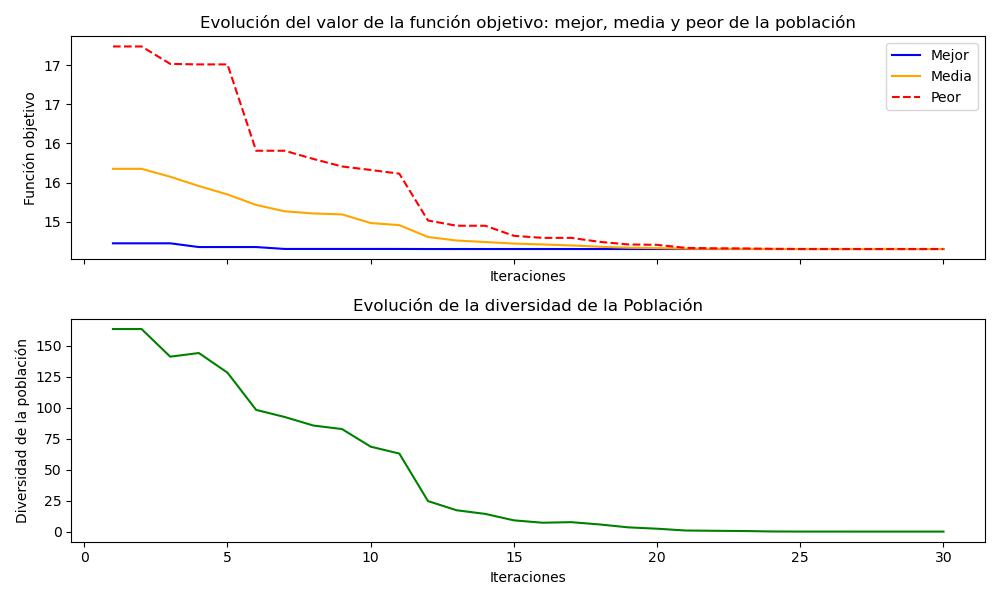 Evolución del valor de la función objetivo: mejor, media y peor de la población
Mejor
Media
Peor
17
17
16
16
15
Función objetivo
Iteraciones
Evolución de la diversidad de la Población
150
125
100
75
50
25
0
Diversidad de la población
0 5 10 15 20 25 30
Iteraciones